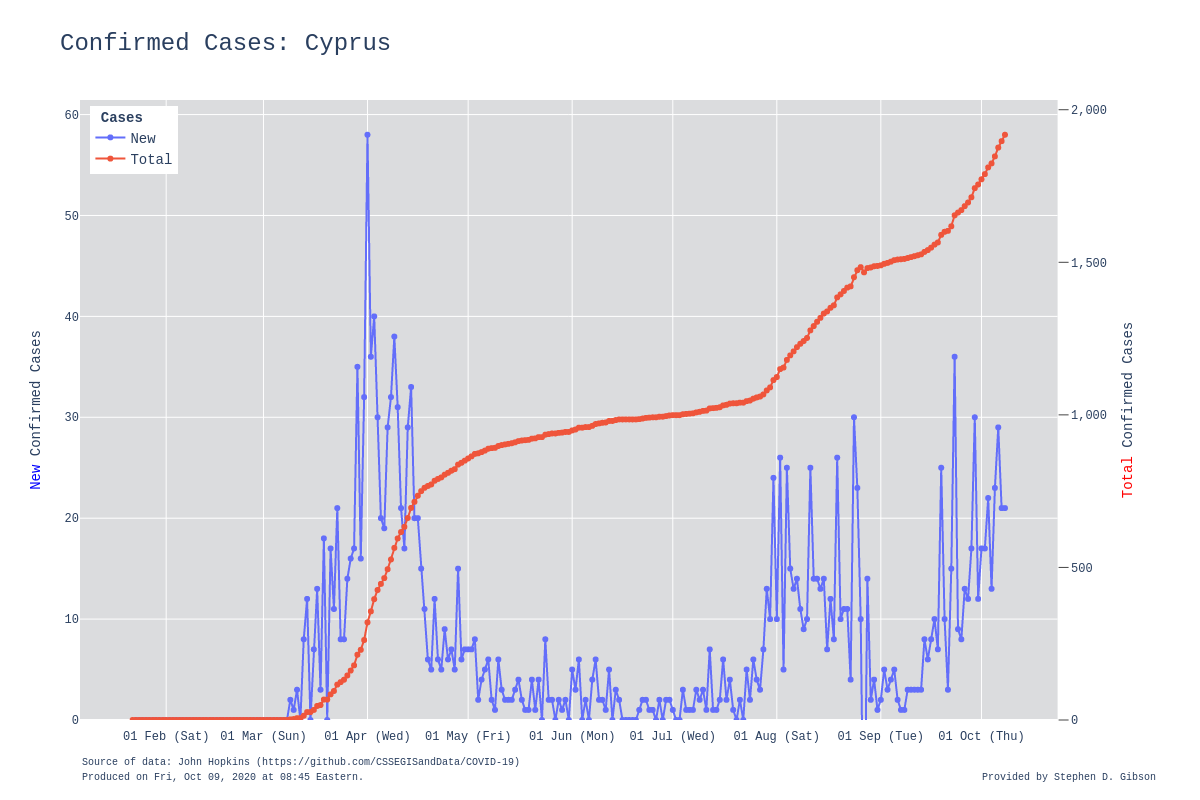 Confirmed Cases: Cyprus
Cases
New
Total
60
50
40
30
20
10
0
2,000
1,500
1,000
500
0
New Confirmed Cases
Total Confirmed Cases
01 Feb (Sat) 01 Mar (Sun) 01 Apr (Wed) 01 May (Fri) 01 Jun (Mon) 01 Jul (Wed) 01 Aug (Sat) 01 Sep (Tue) 01 Oct (Thu)
Source of data: John Hopkins (https://github.com/CSSEGISandData/COVID-19)
Produced on Fri, Oct 09, 2020 at 08:45 Eastern.
Provided by Stephen D. Gibson